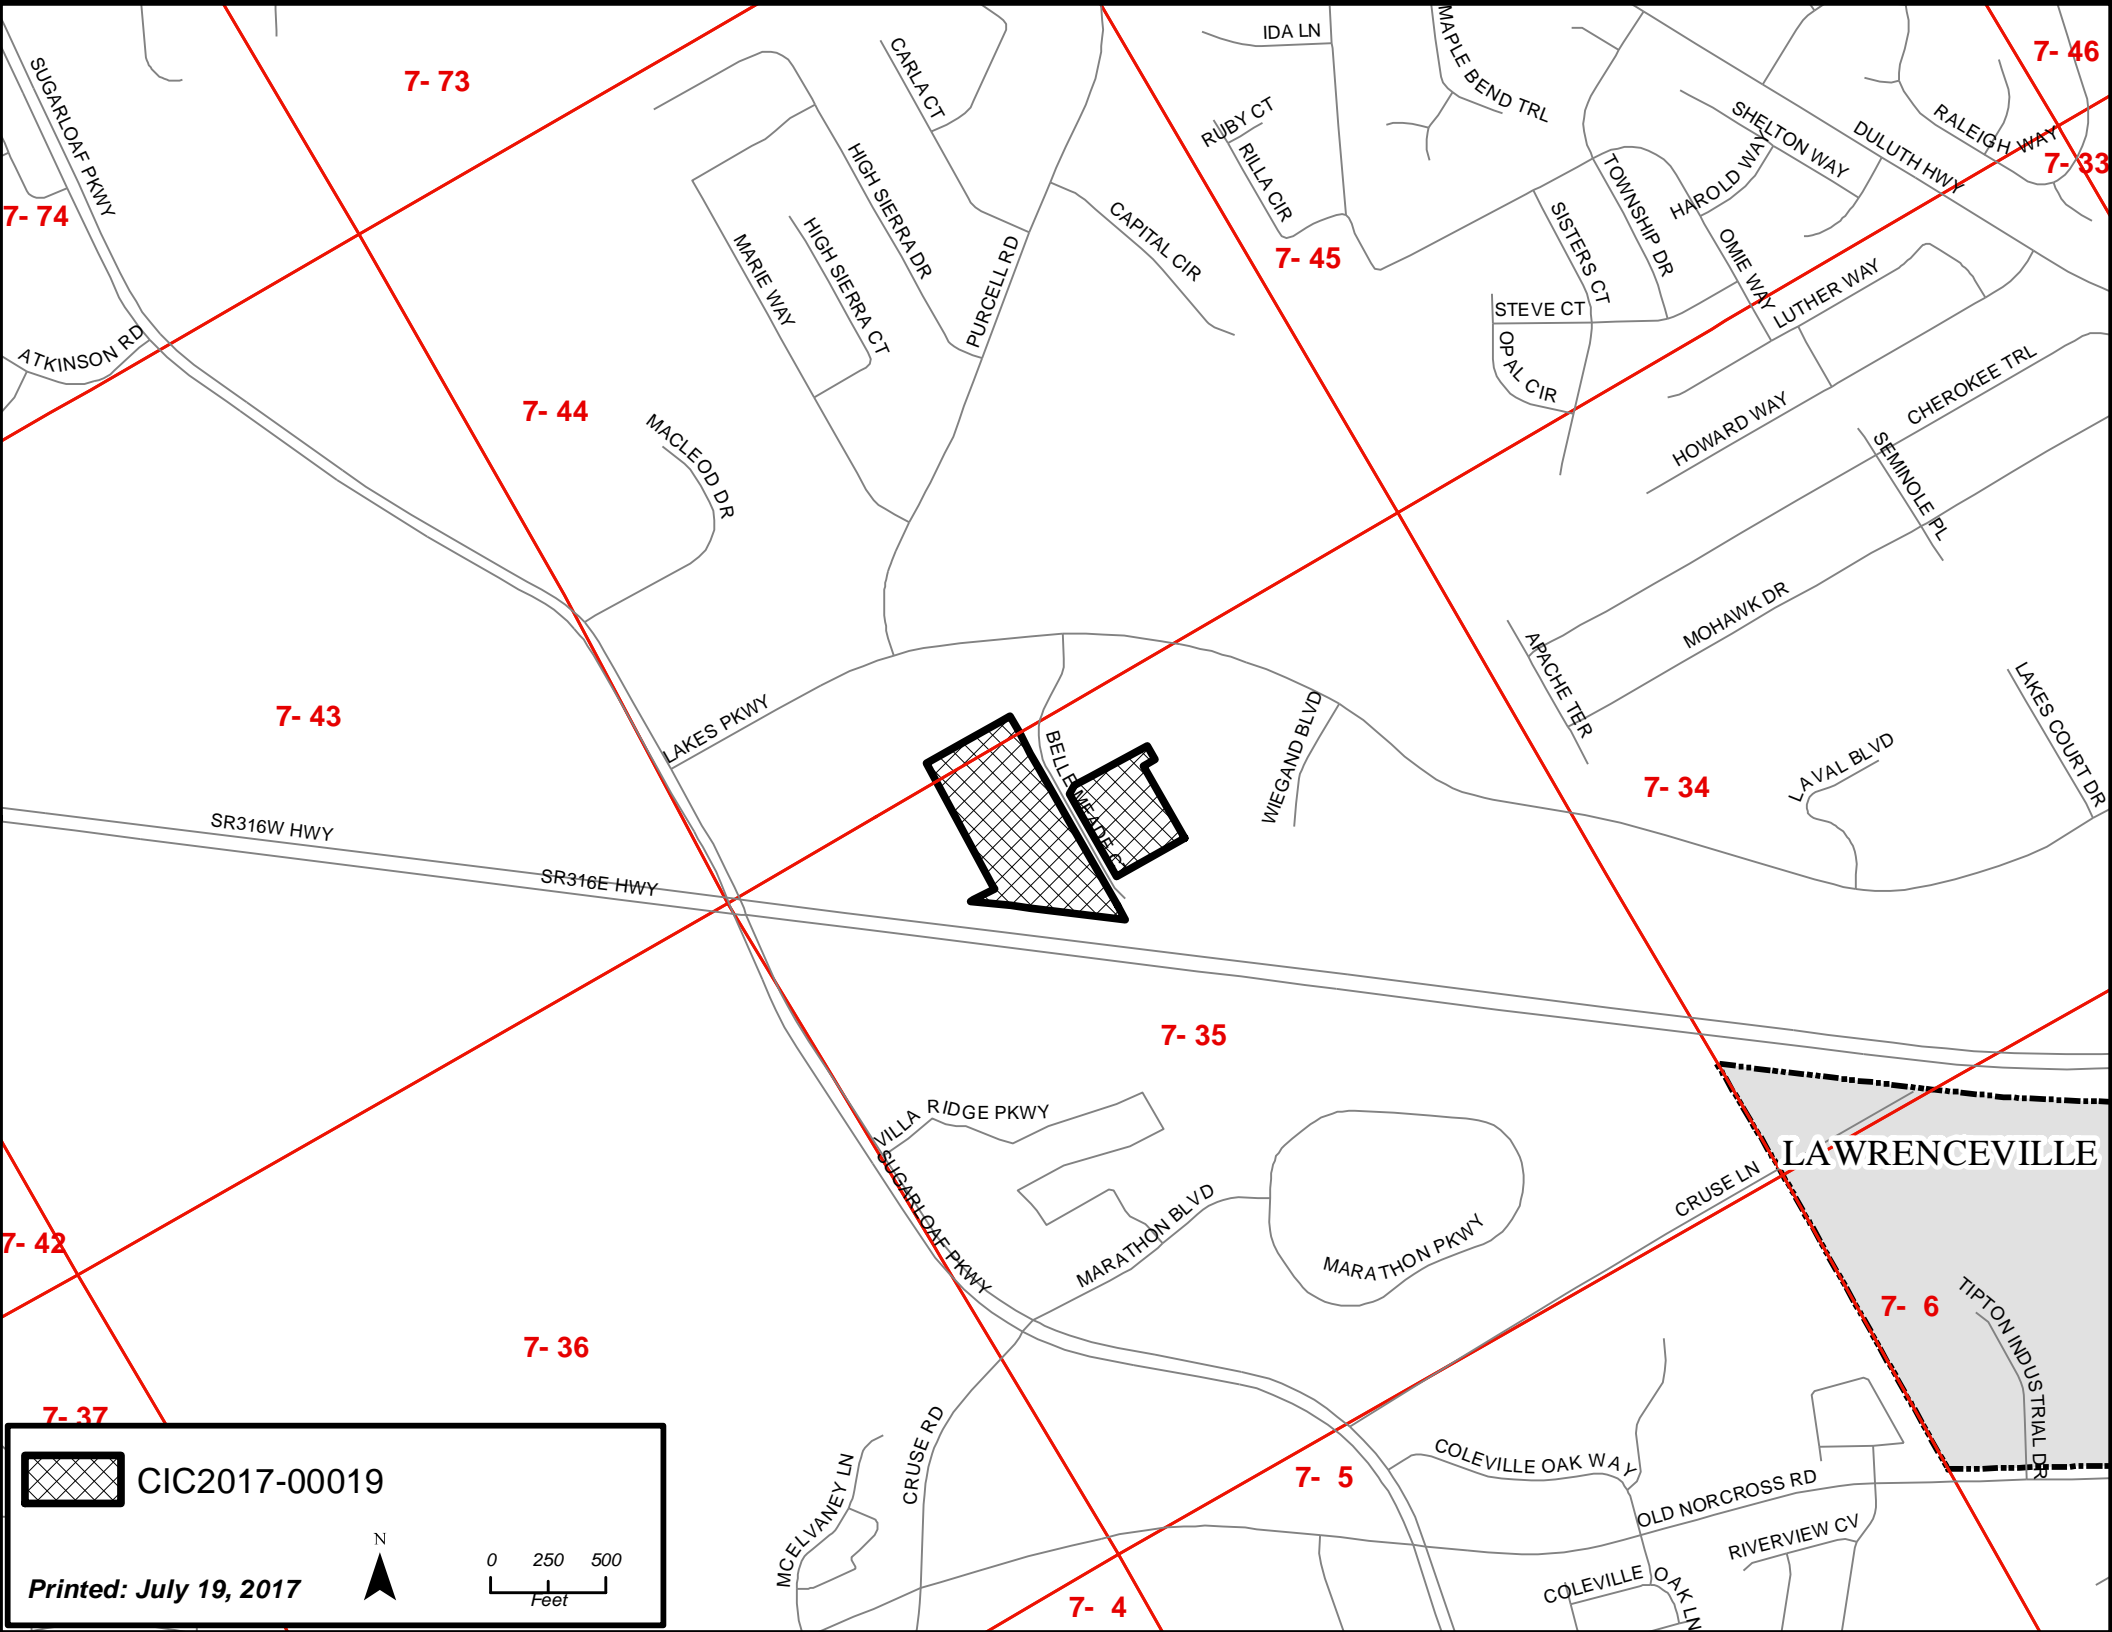 7- 73
7- 46
IDA LN
MAPLE BEND TRL
CARLA CT
SUGARLOAF PKWY
RUBY CT
RILLA CIR
SHELTON WAY
RALEIGH WAY
DULUTH HWY
HAROLD WAY
7- 33
TOWNSHIP DR
HIGH SIERRA DR
7- 74
CAPITAL CIR
SISTERS CT
OMIE WAY
7- 45
MARIE WAY
HIGH SIERRA CT
PURCELL RD
LUTHER WAY
STEVE CT
ATKINSON RD
OPAL CIR
CHEROKEE TRL
7- 44
MACLEOD DR
HOWARD WAY
SEMINOLE PL
MOHAWK DR
APACHE TER
LAKES COURT DR
7- 43
LAKES PKWY
BELLE MEADE CT
WIEGAND BLVD
LAVAL BLVD
7- 34
SR316W HWY
SR316E HWY
7- 35
VILLA RIDGE PKWY
LAWRENCEVILLE
SUGARLOAF PKWY
MARATHON BLVD
MARATHON PKWY
CRUSE LN
7- 42
7- 6
TIPTON INDUSTRIAL DR
7- 36
7- 37
CRUSE RD
MCELVANEY LN
7- 5
COLEVILLE OAK WAY
OLD NORCROSS RD
RIVERVIEW CV
COLEVILLE OAK LN
7- 4
CIC2017-00019
N
0 250 500
Feet
Printed: July 19, 2017